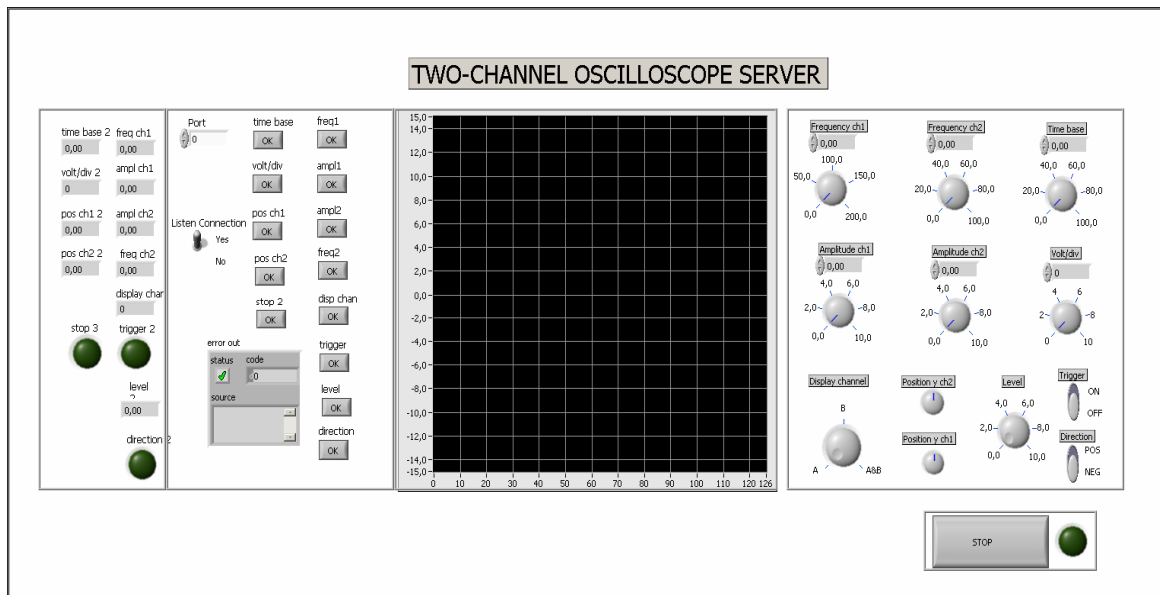 TWO-CHANNEL OSCILLOSCOPE SERVER
time base 2 freq ch1
0,00 0,00
volt/div 2 ampl ch1
0 0,00
pos ch1 2 ampl ch2
0,00 0,00
pos ch2 2 freq ch2
0,00 0,00
display char
0
stop 3 trigger 2
level
0,00
direction 2
Port
0
Listen Connection
Yes
No
time base freq1
OK OK
volt/div ampl1
OK OK
pos ch1 ampl2
OK OK
pos ch2 freq2
OK OK
stop 2 disp chan
OK OK
trigger
OK
level
OK
direction
OK
error out
status code
0
source
15,0
14,0
12,0
10,0
8,0
6,0
4,0
2,0
0,0
-2,0
-4,0
-6,0
-8,0
-10,0
-12,0
-14,0
-15,0
0 10 20 30 40 50 60 70 80 90 100 110 120 126
Frequency ch1
0,00
100,0
50,0 150,0
0,0 200,0
Frequency ch2
0,00
40,0 60,0
20,0 80,0
0,0 100,0
Time base
0,00
40,0 60,0
20,0 80,0
0,0 100,0
Amplitude ch1
0,00
4,0 6,0
2,0 8,0
0,0 10,0
Amplitude ch2
0,00
4,0 6,0
2,0 8,0
0,0 10,0
Volt/div
0
4 6
2 8
0 10
Display channel
B
A A&B
Position y ch2
Position y ch1
Level
4,0 6,0
2,0 8,0
0,0 10,0
Trigger
ON
OFF
Direction
POS
NEG
STOP